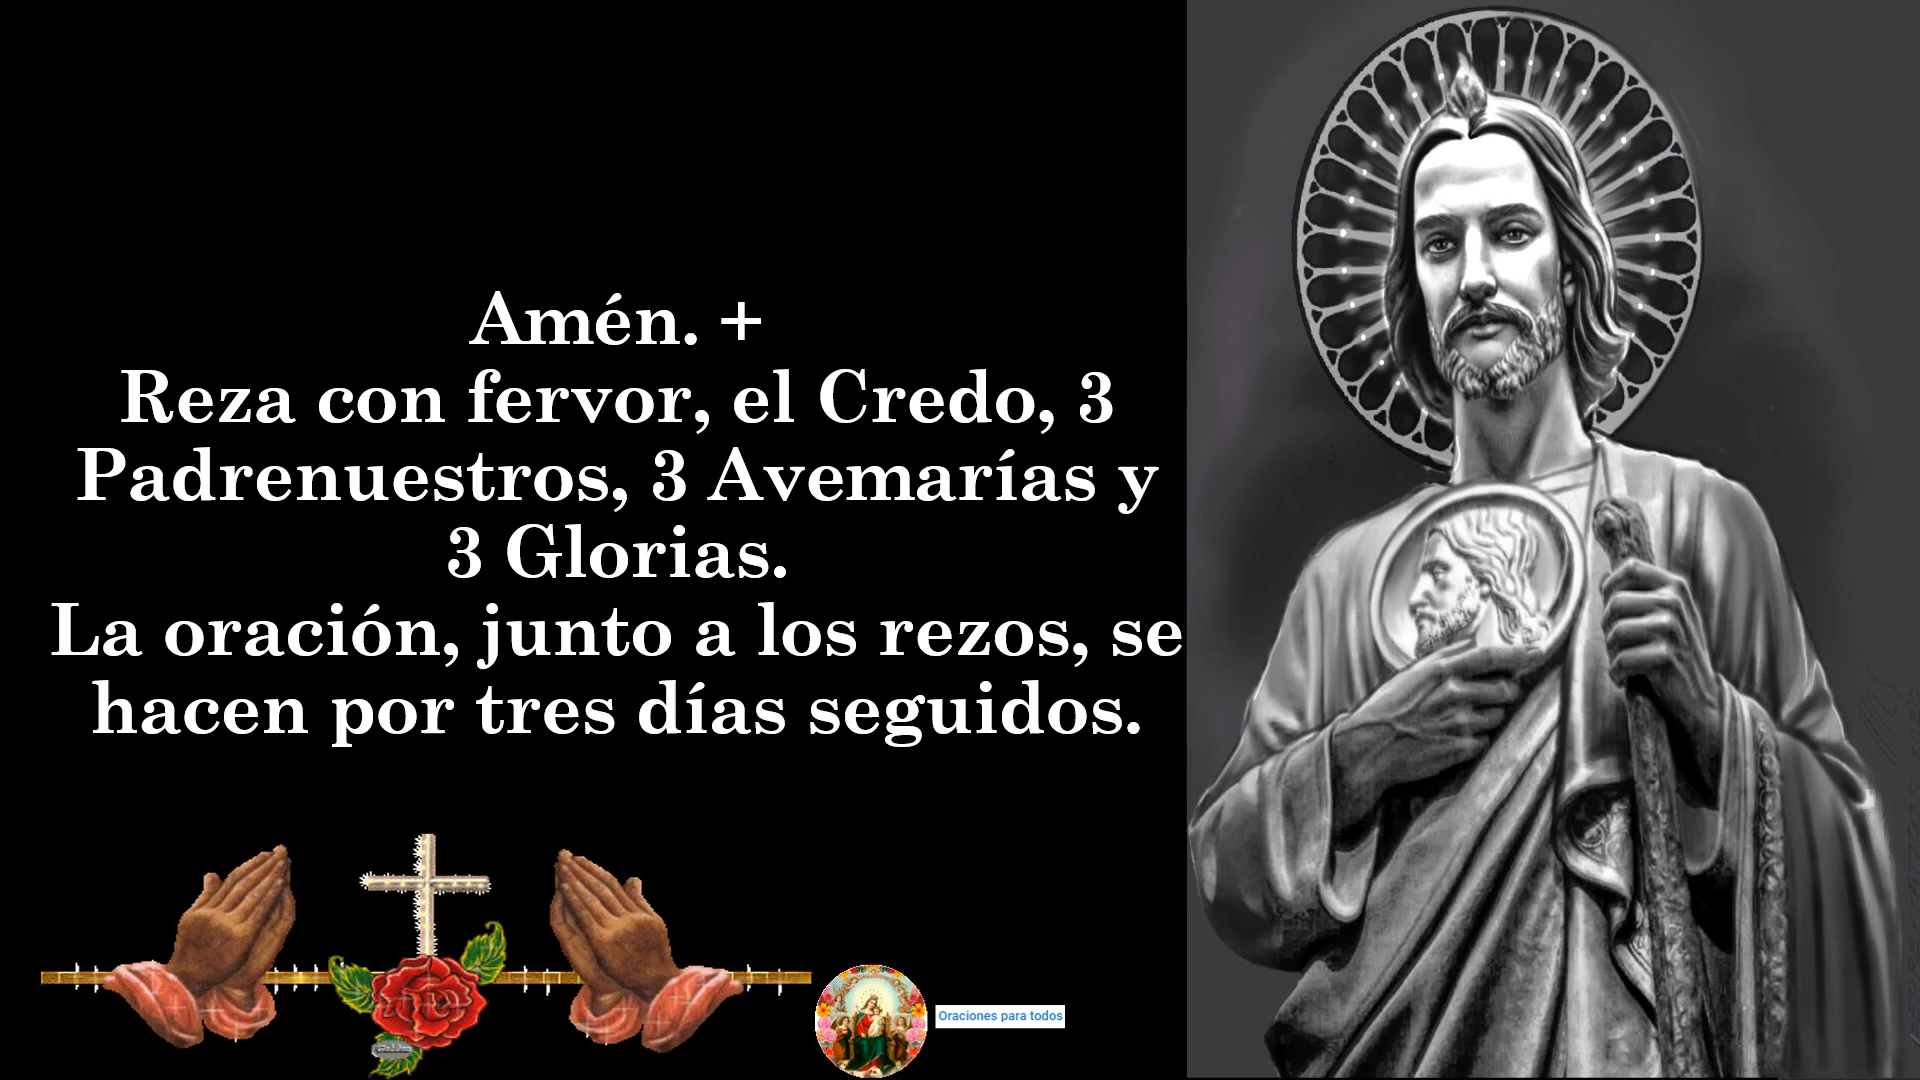 Amén. +
Reza con fervor, el Credo, 3
Padrenuestros, 3 Avemarías y
3 Glorias.
La oración, junto a los rezos, se
hacen por tres días seguidos.
Oraciones para todos